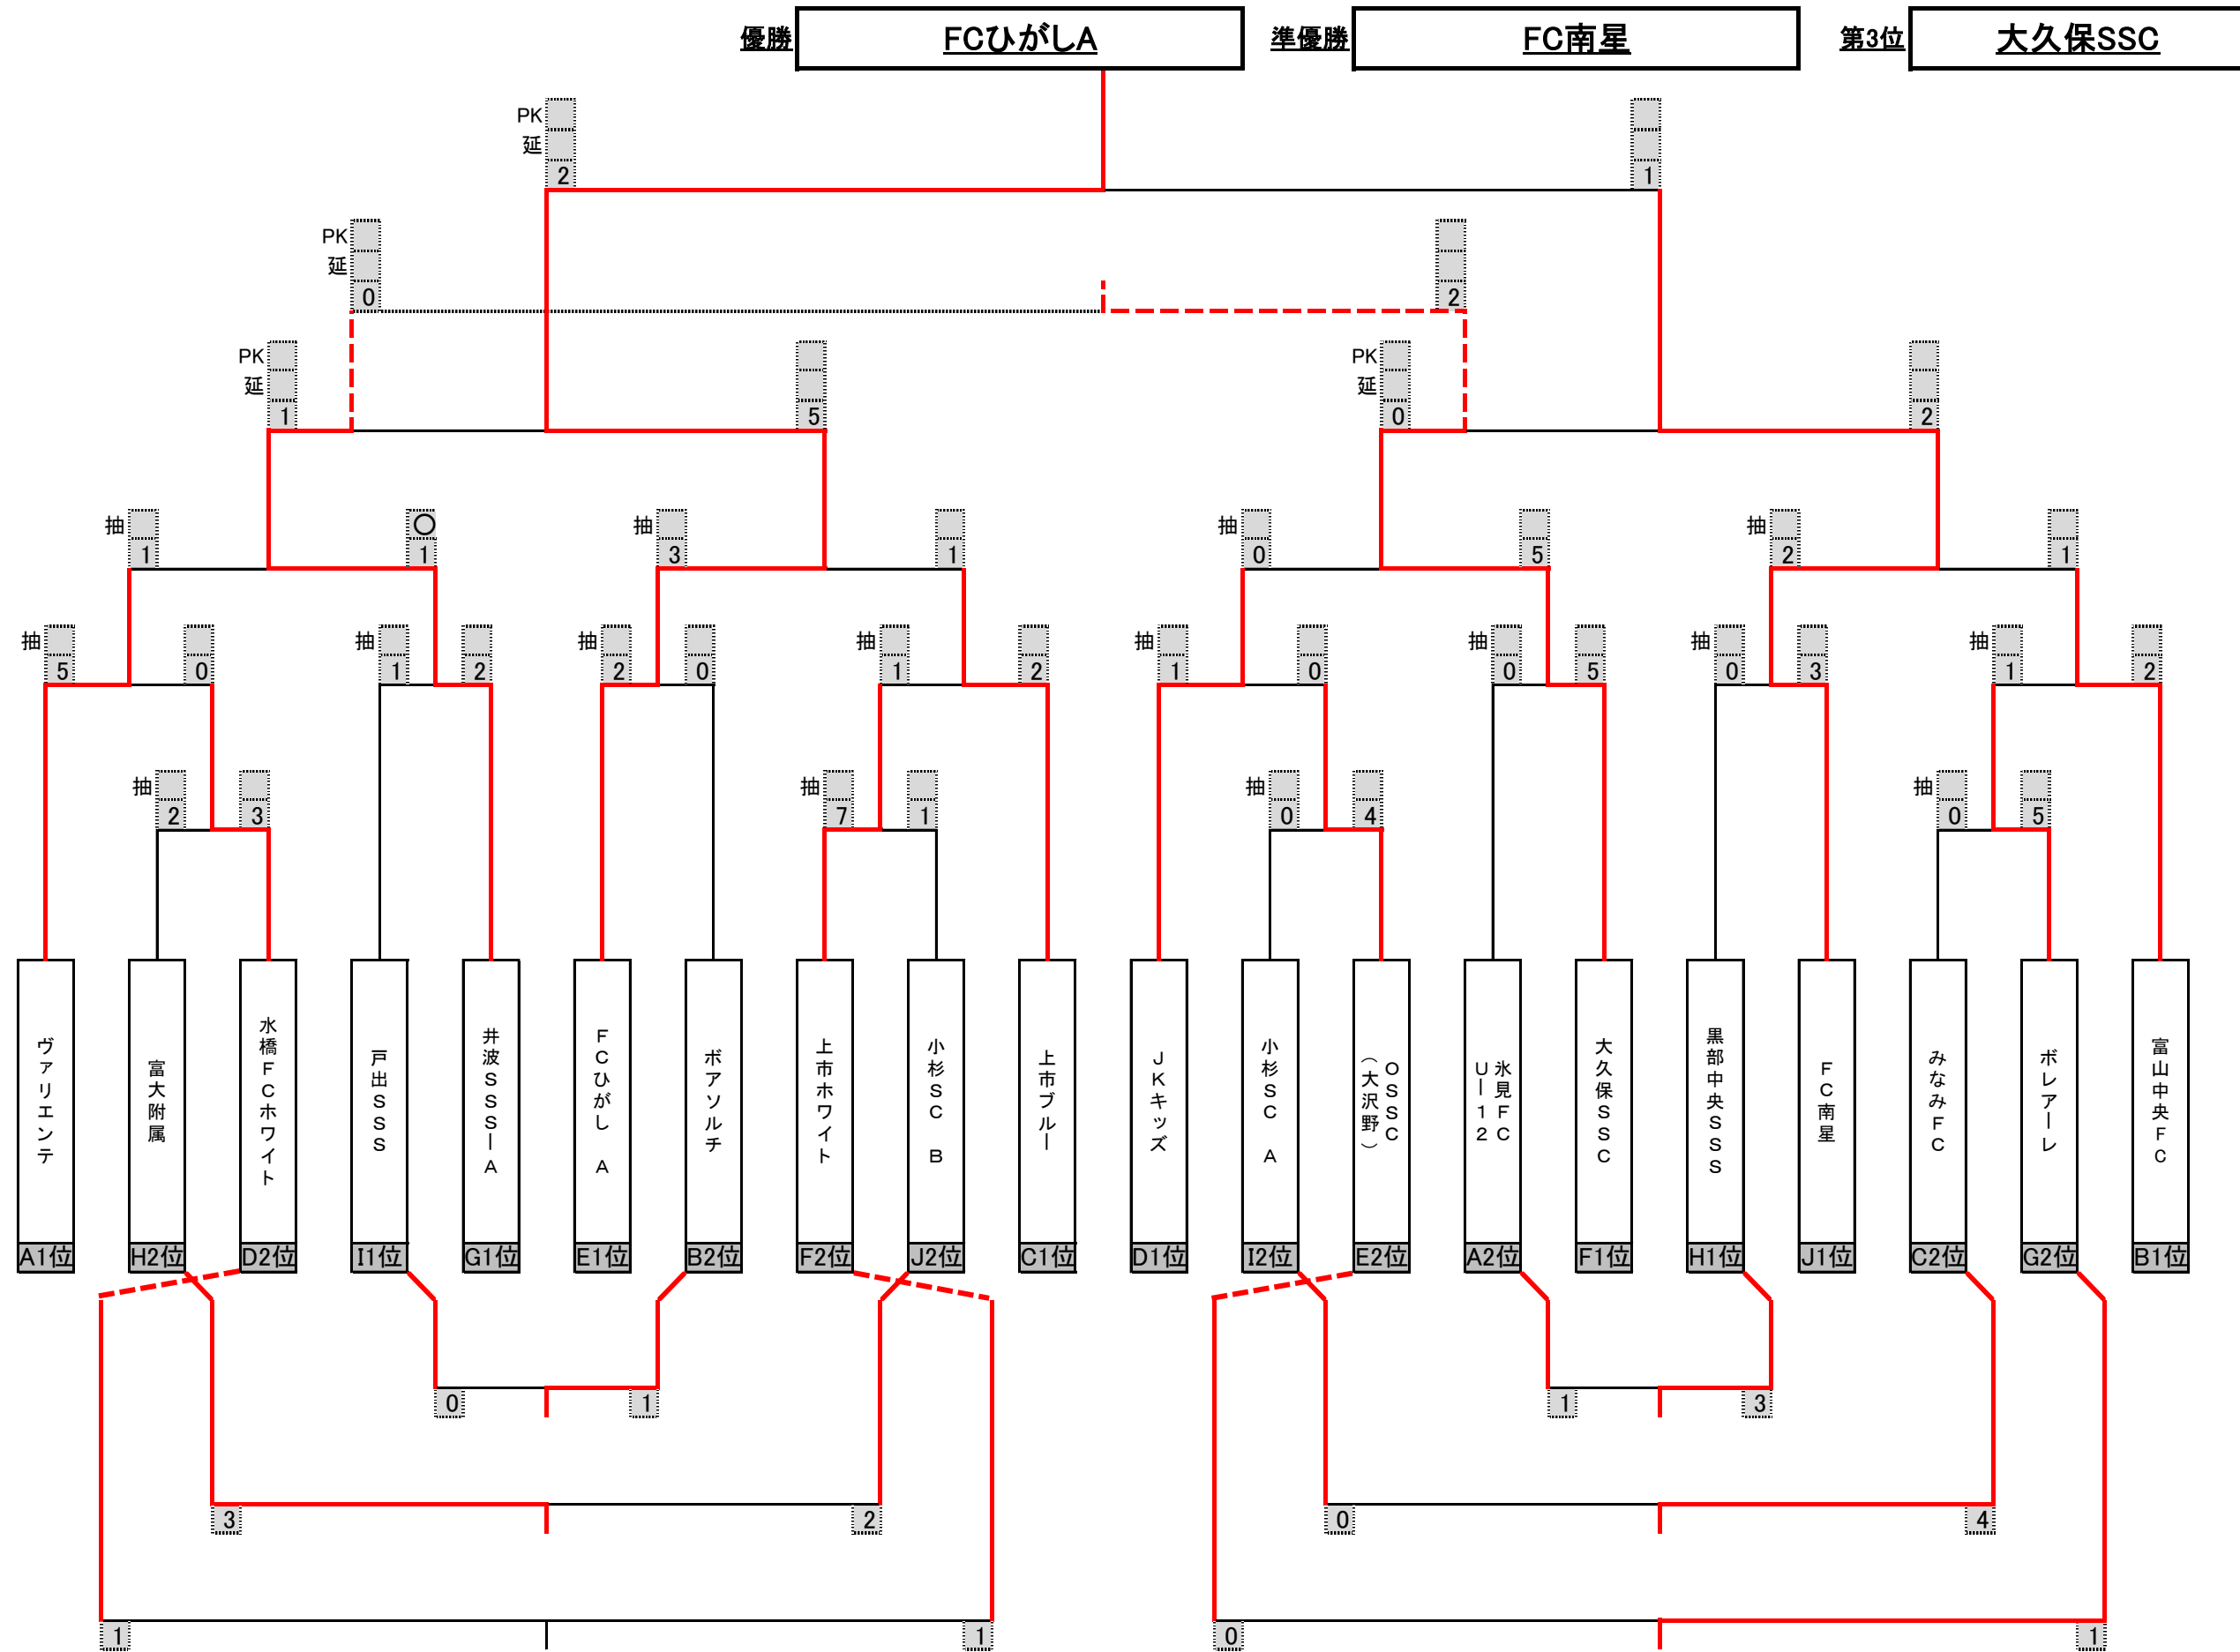 優勝 FCひがしA 準優勝 FC南星 第3位 大久保SSC
PK
延
2 1
PK
延
0 2
PK PK
延 延
1 5 0 2
抽 〇 抽 抽 抽
1 1 3 1 0 5 2 1
抽 抽 抽 抽 抽 抽 抽 抽
5 0 1 2 2 0 1 2 1 0 0 5 0 3 1 2
抽 抽 抽 抽
2 3 7 1 0 4 0 5
ヴァリエンテ
富大附属
水橋FCホワイト
戸出SSS
井波SSSーA
FCひがし A
ボアソルチ
上市ホワイト
小杉SC B
上市ブルー
JKキッズ
小杉SC A
OSSC
(大沢野)
氷見FC
Uー12
大久保SSC
黒部中央SSS
FC南星
みなみFC
ボレアーレ
富山中央FC
A1位 H2位 D2位 I1位 G1位 E1位 B2位 F2位 J2位 C1位 D1位 I2位 E2位 A2位 F1位 H1位 J1位 C2位 G2位 B1位
0 1 1 3
3 2 0 4
1 1 0 1